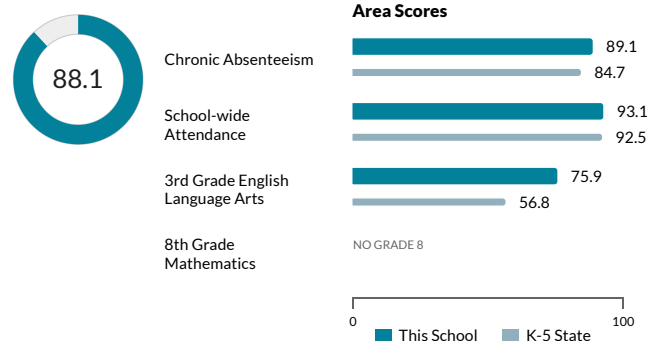 Area Scores
88.1
Chronic Absenteeism
89.1
84.7
School-wide
Attendance
93.1
92.5
3rd Grade English
Language Arts
75.9
56.8
8th Grade
Mathematics
NO GRADE 8
0
100
This School
K-5 State